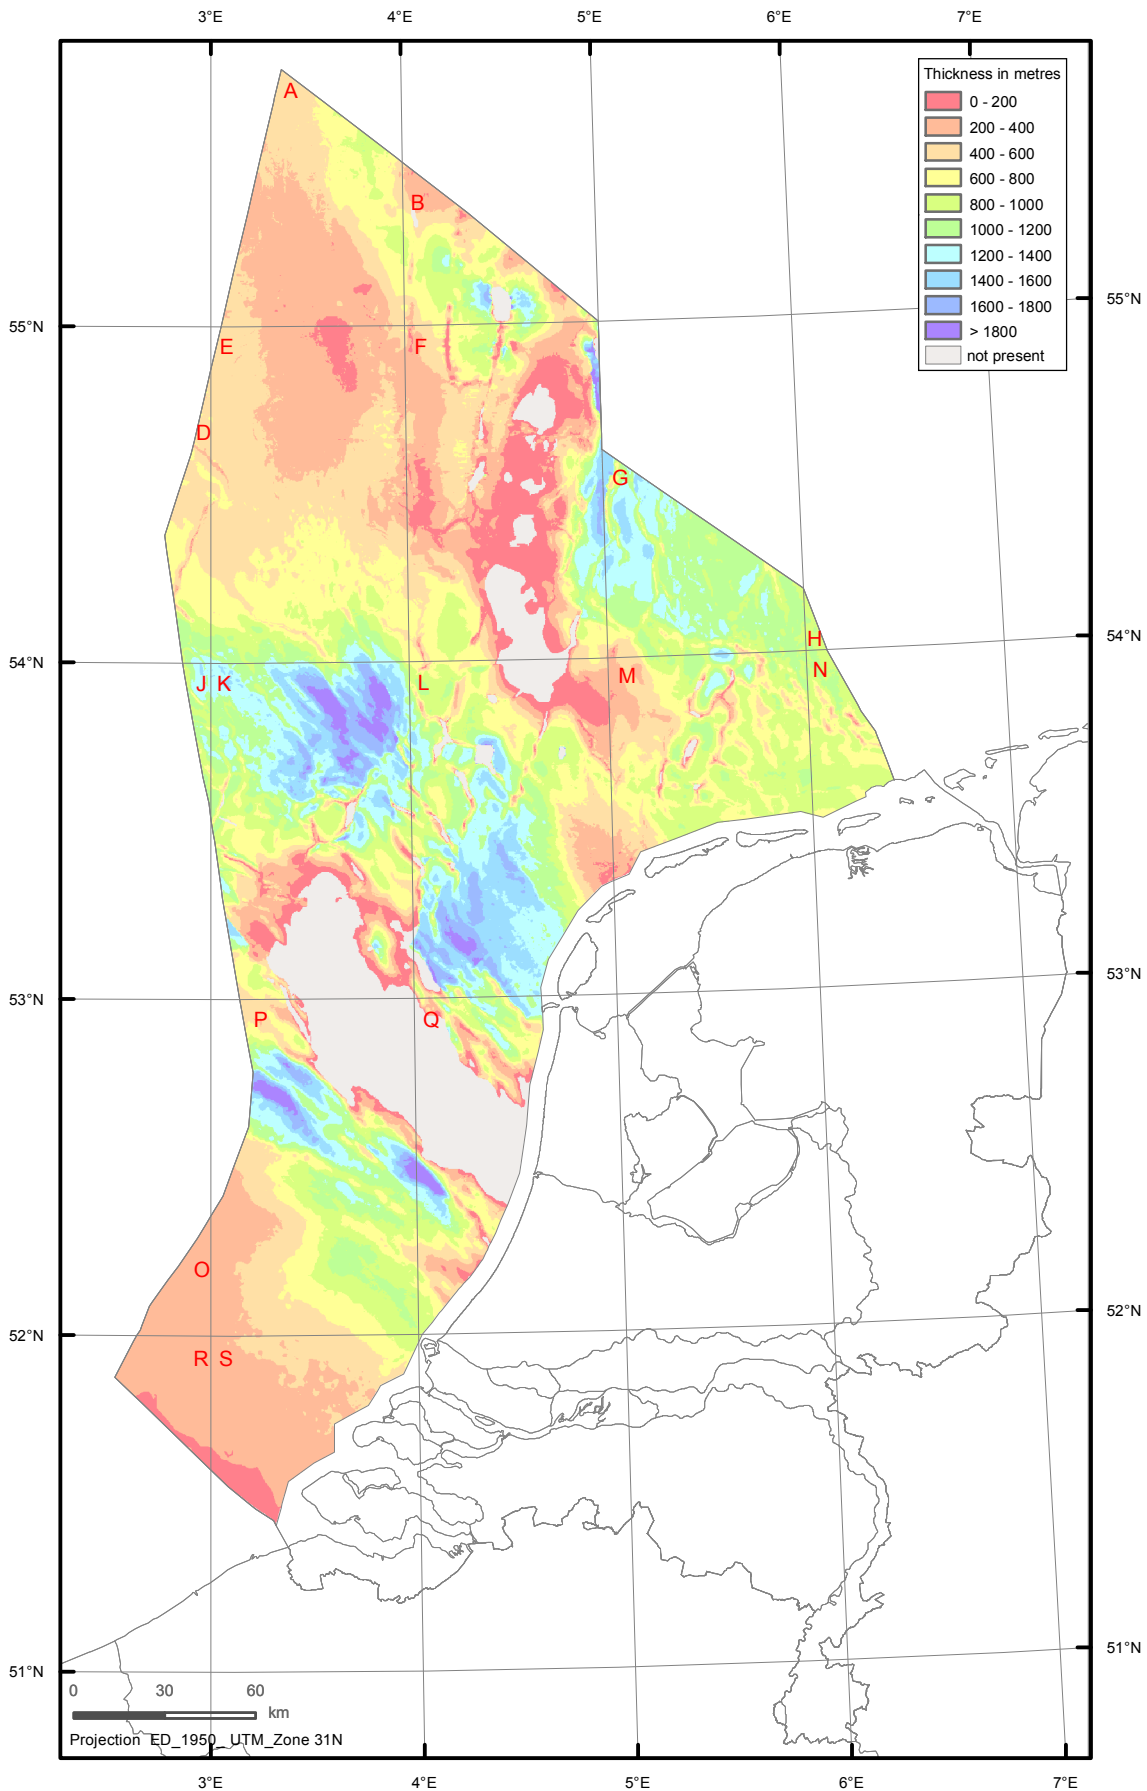 3°E 4°E 5°E 6°E 7°E
Thickness in metres
0 - 200
200 - 400
400 - 600
600 - 800
800 - 1000
1000 - 1200
1200 - 1400
1400 - 1600
1600 - 1800
> 1800
not present
A
B
55°N
55°N
E F
D
G
H
54°N
54°N
J K L M N
53°N
53°N
P Q
O
52°N
52°N
R S
51°N
51°N
0 30 60
km
Projection ED_1950_UTM_Zone 31N
3°E 4°E 5°E 6°E 7°E